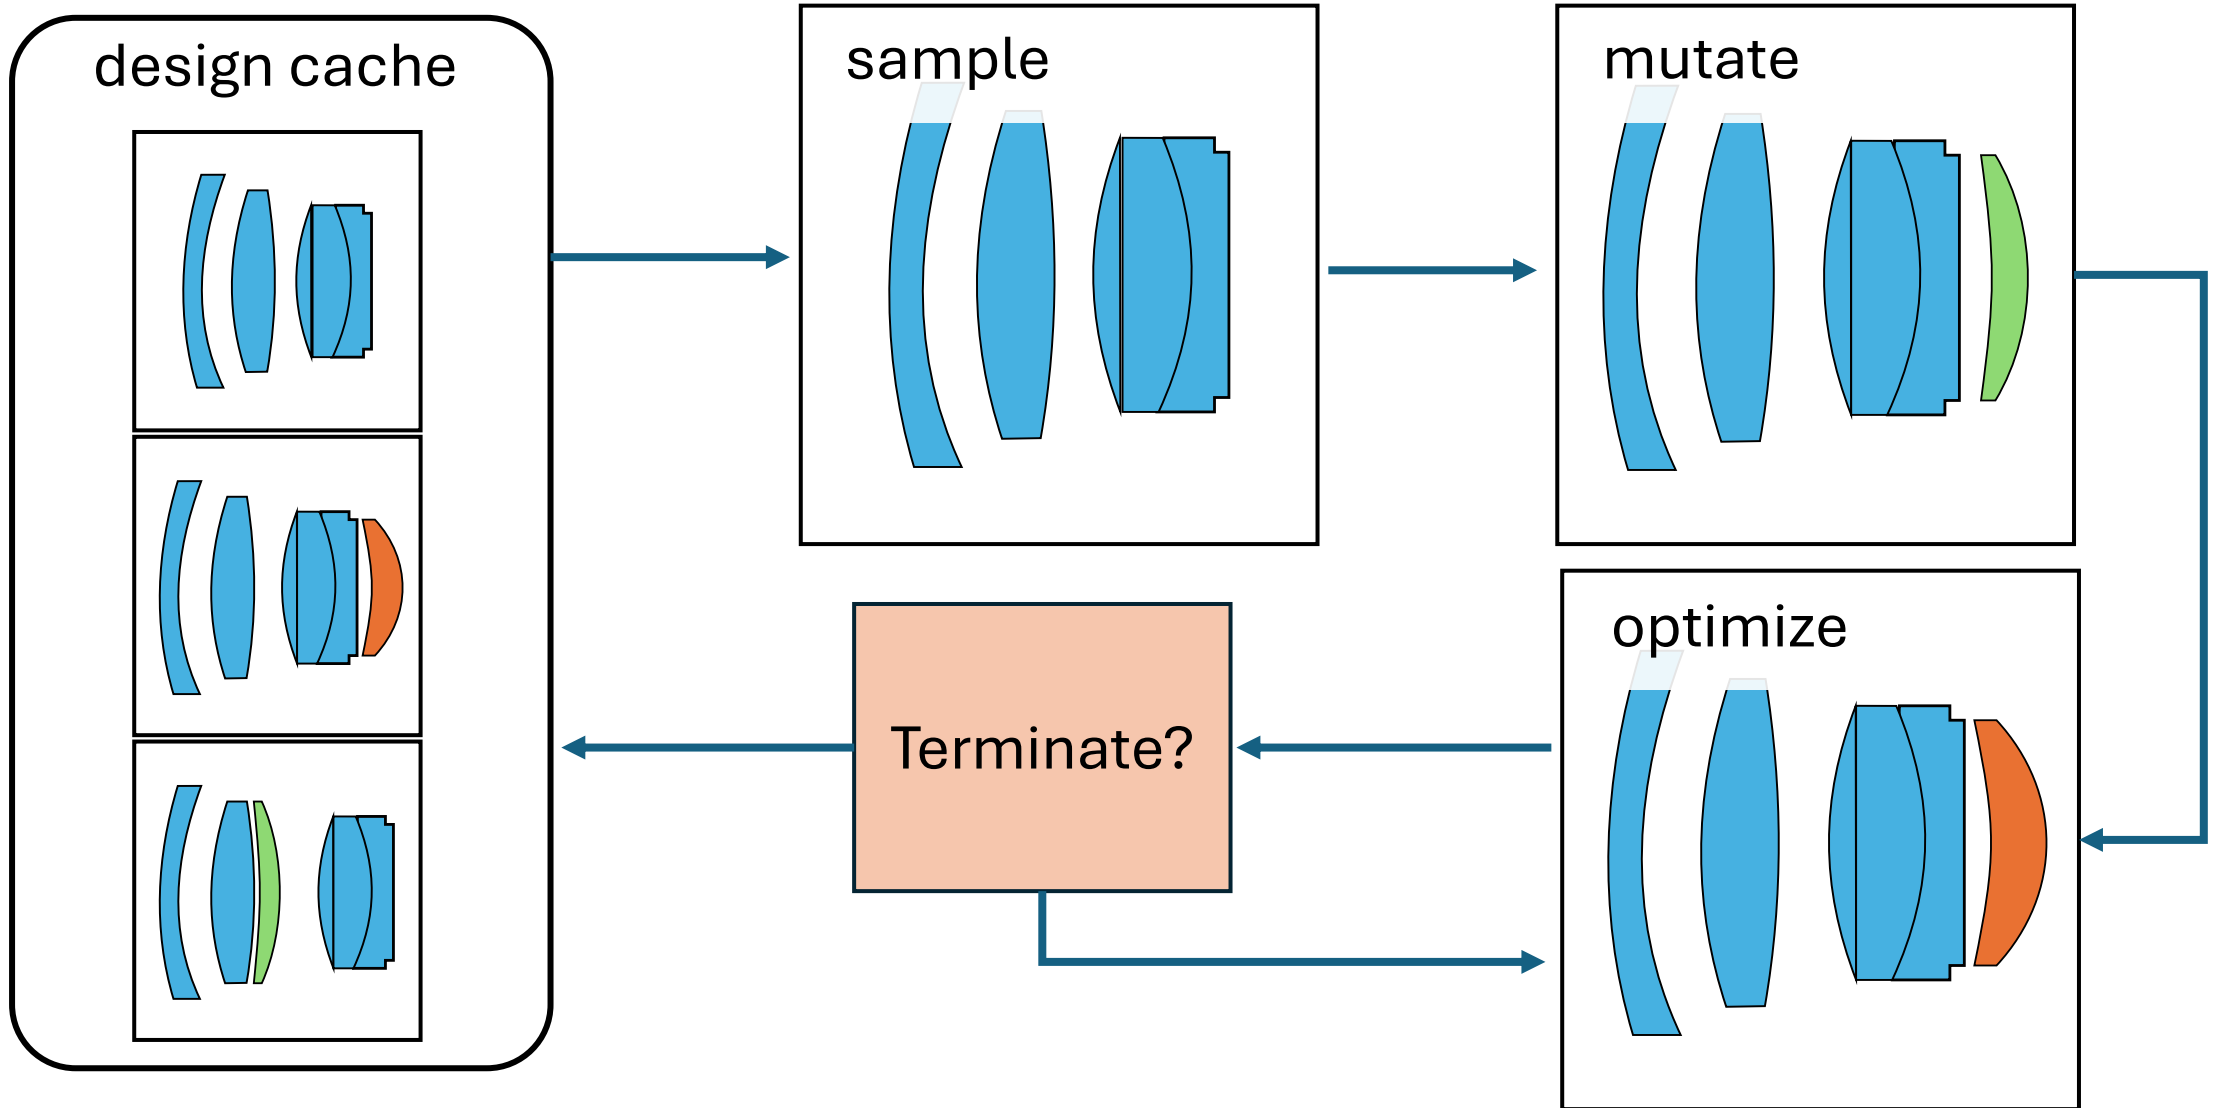 design cache
sample
mutate
optimize
Terminate?